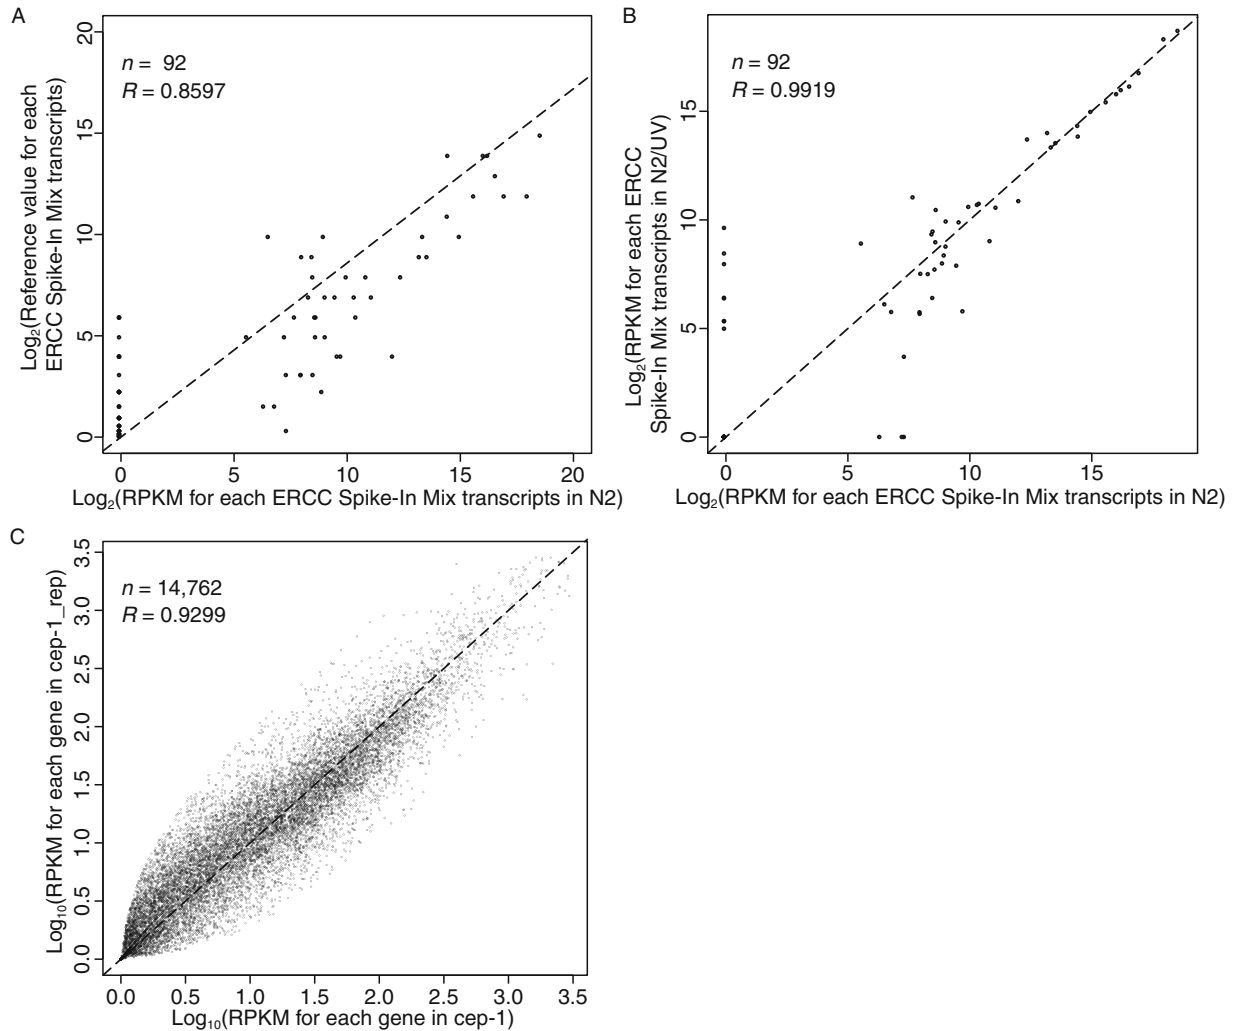 A
n = 92
R = 0.8597
Log2(Reference value for each
ERCC Spike-In Mix transcripts)
20
15
10
5
0
0 5 10 15 20
Log2(RPKM for each ERCC Spike-In Mix transcripts in N2)
B
n = 92
R = 0.9919
Log2(RPKM for each ERCC
Spike-In Mix transcripts in N2/UV)
15
10
5
0
0 5 10 15
Log2(RPKM for each ERCC Spike-In Mix transcripts in N2)
C
n = 14,762
R = 0.9299
Log10(RPKM for each gene in cep-1_rep)
3.5
3.0
2.5
2.0
1.5
1.0
0.5
0.0
0.0 0.5 1.0 1.5 2.0 2.5 3.0 3.5
Log10(RPKM for each gene in cep-1)